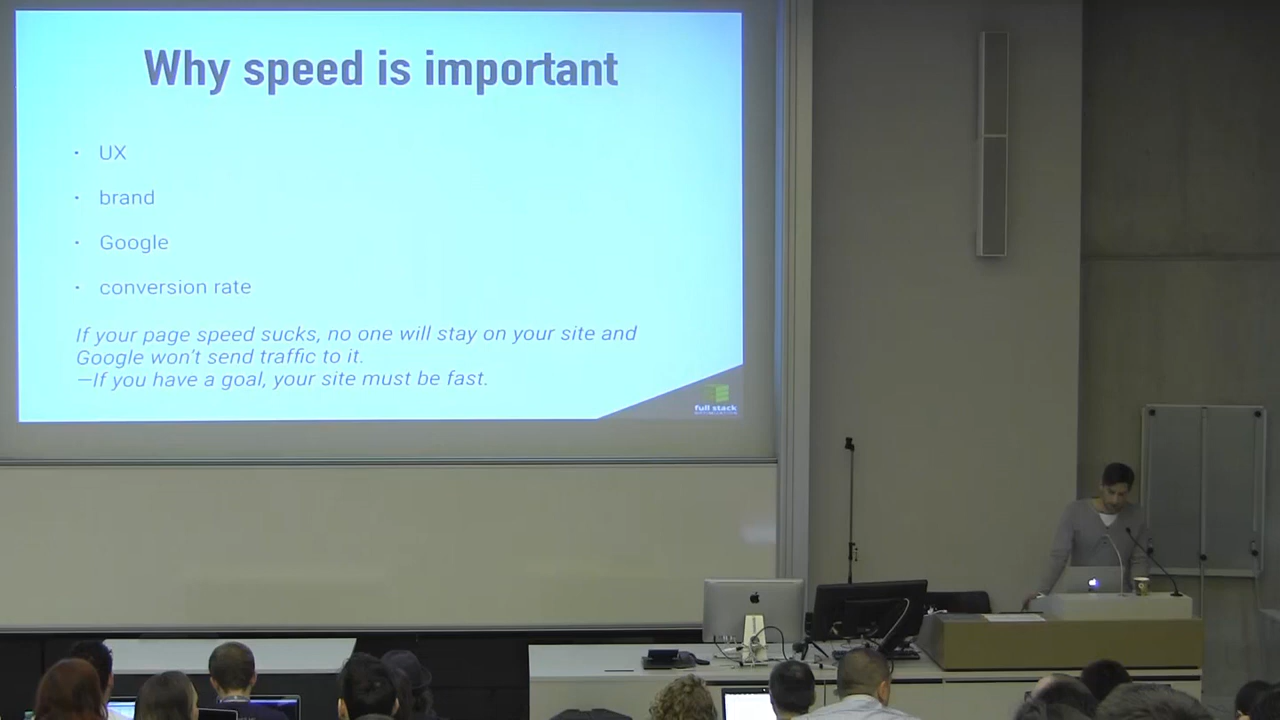 Why speed is important
· UX
· brand
· Google
· conversion rate
If your page speed sucks, no one will stay on your site and
Google won't send traffic to it.
—If you have a goal, your site must be fast.
full stack